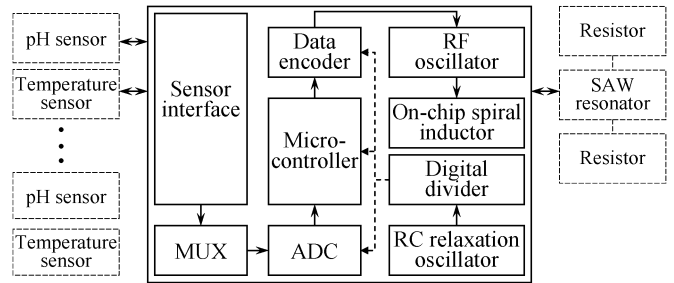 pH sensor
Temperature
sensor
pH sensor
Temperature
sensor
Sensor
interface
MUX
Data
encoder
Micro-
controller
ADC
RF
oscillator
On-chip spiral
inductor
Digital
divider
RC relaxation
oscillator
Resistor
SAW
resonator
Resistor